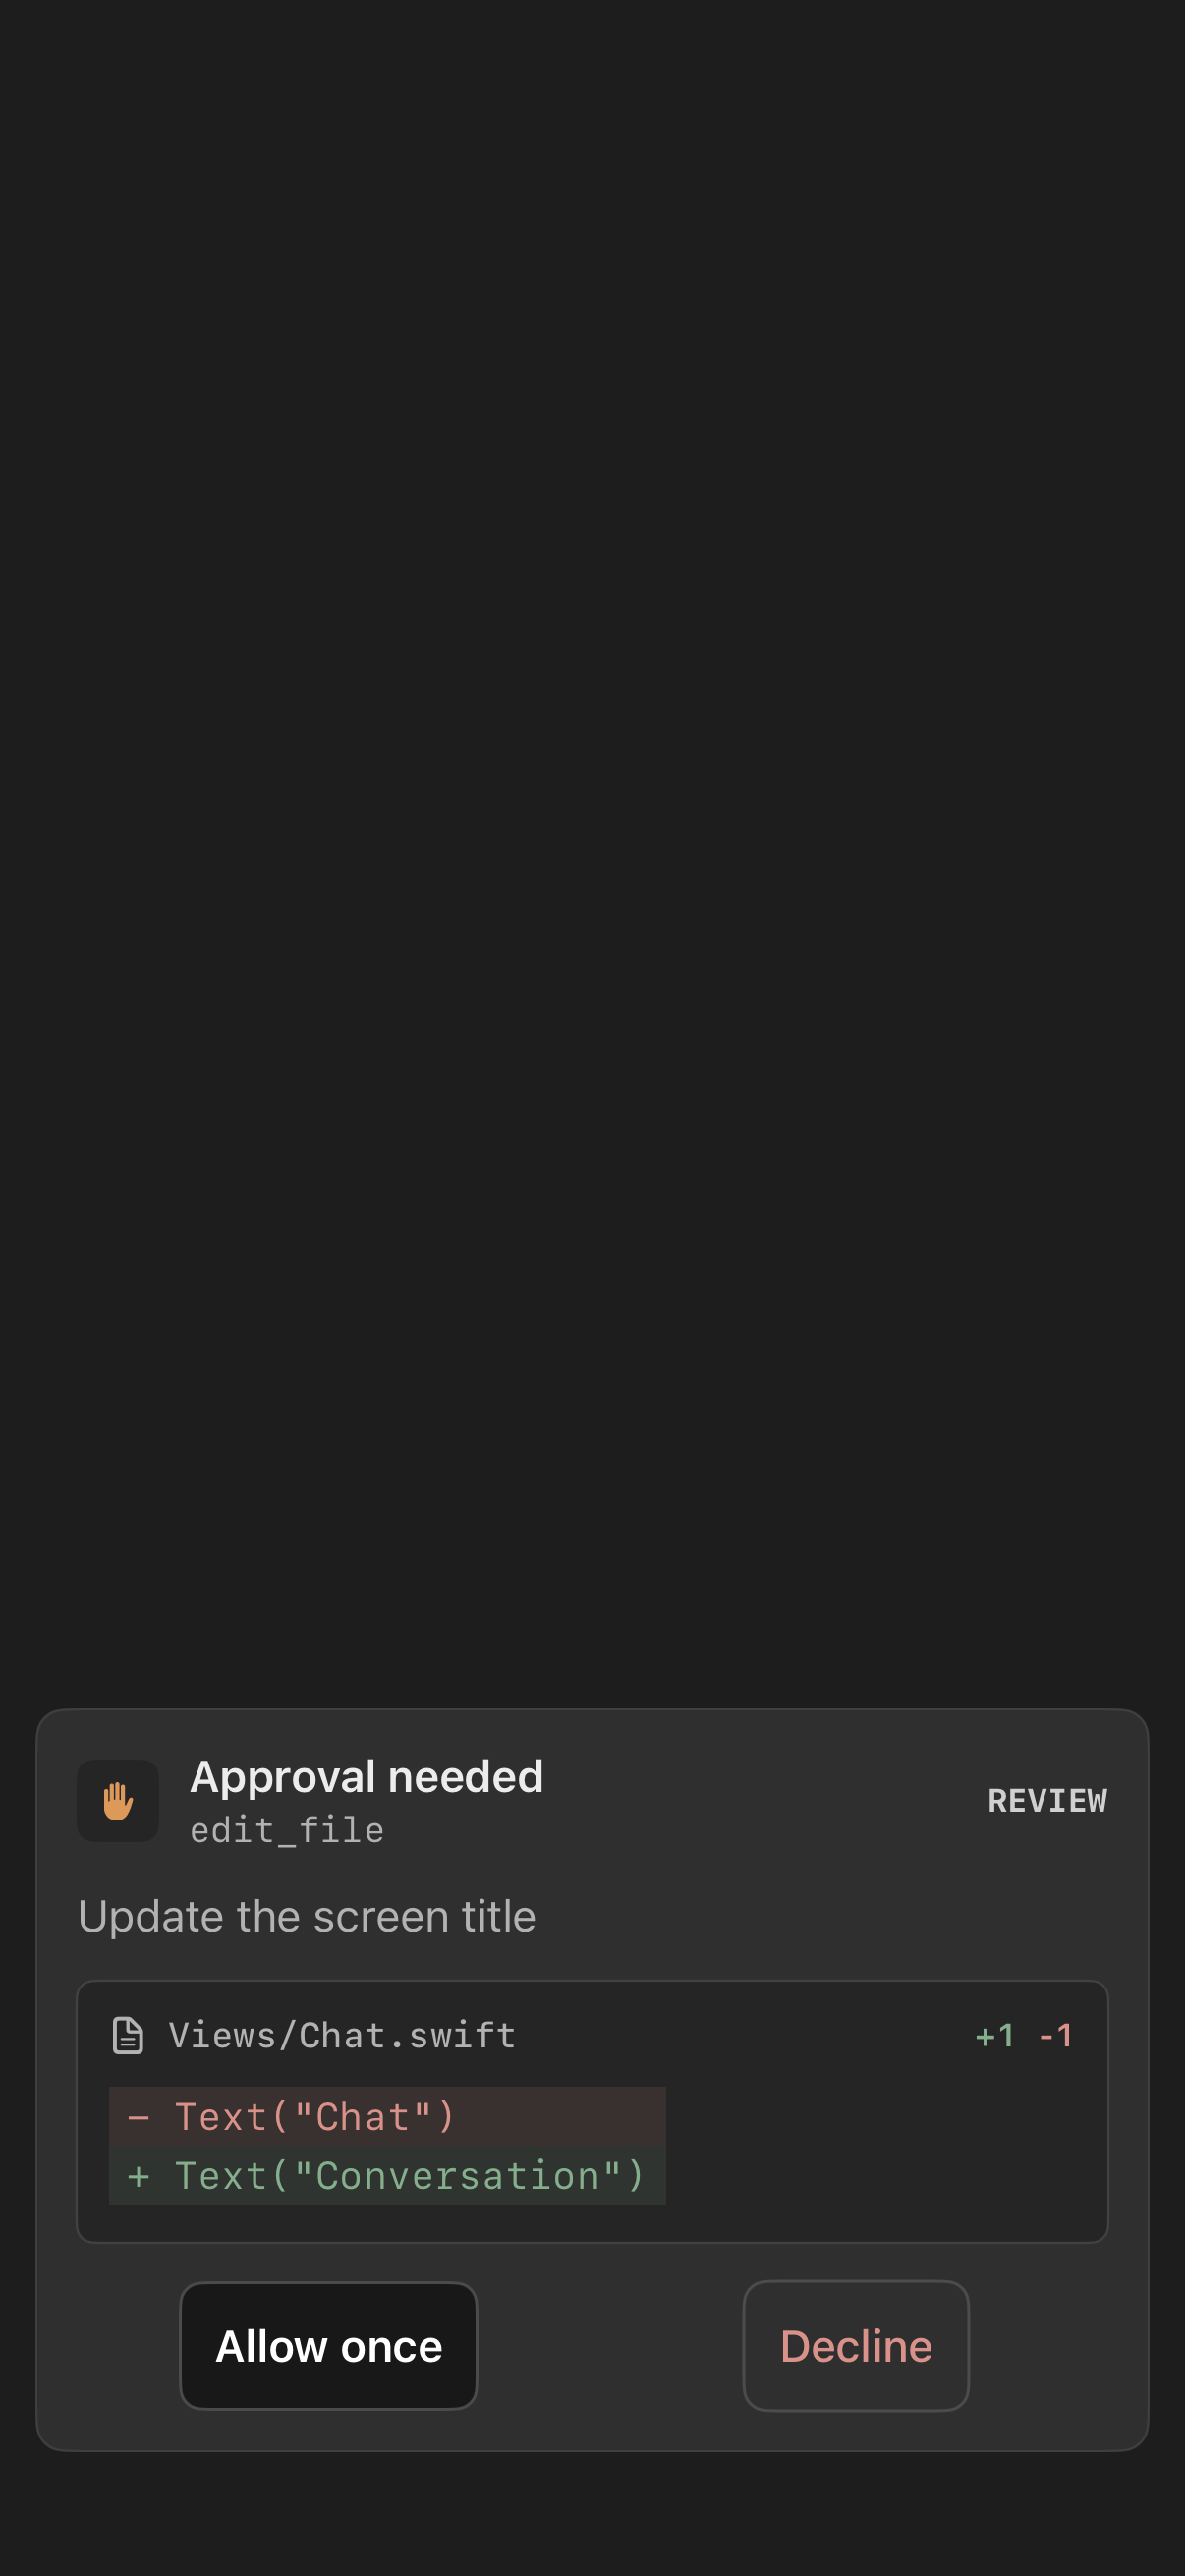 Approval needed
edit_file
REVIEW
Update the screen title
Views/Chat.swift +1 -1
− Text("Chat")
+ Text("Conversation")
Allow once
Decline